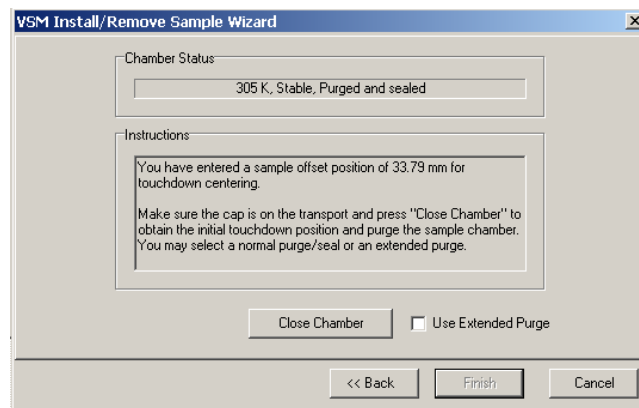 VSM Install/Remove Sample Wizard
Chamber Status
305 K, Stable, Purged and sealed
Instructions
You have entered a sample offset position of 33.79 mm for
touchdown centering.
Make sure the cap is on the transport and press "Close Chamber" to
obtain the initial touchdown position and purge the sample chamber.
You may select a normal purge/seal or an extended purge.
Close Chamber
Use Extended Purge
<< Back
Finish
Cancel